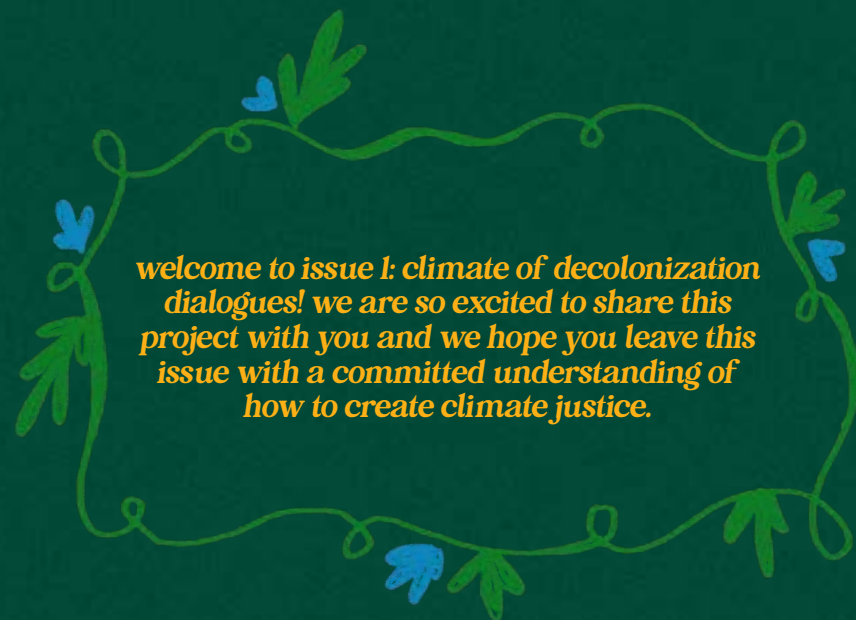 welcome to issue 1: climate of decolonization
dialogues! we are so excited to share this
project with you and we hope you leave this
issue with a committed understanding of
how to create climate justice.